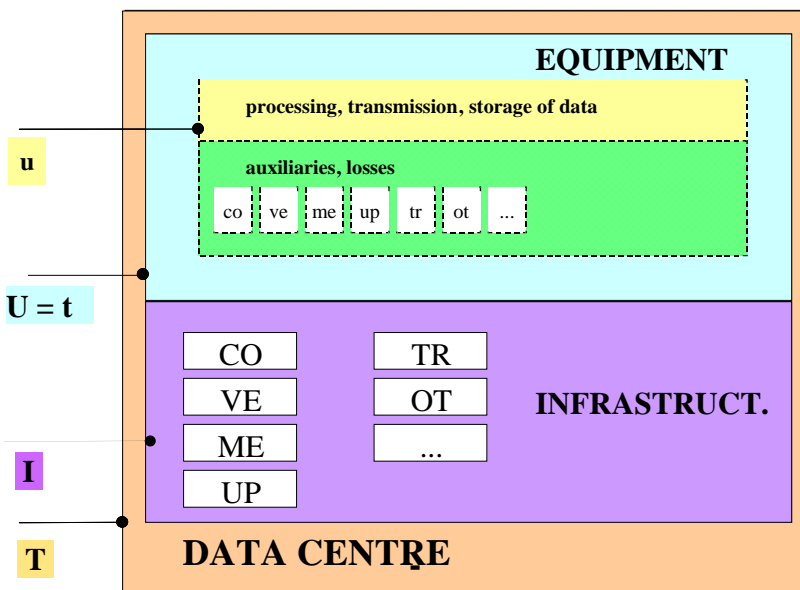 EQUIPMENT
processing, transmission, storage of data
u
auxiliaries, losses
co ve me up tr ot ...
U = t
CO TR
VE OT
INFRASTRUCT.
ME ...
I
UP
T
DATA CENTRE